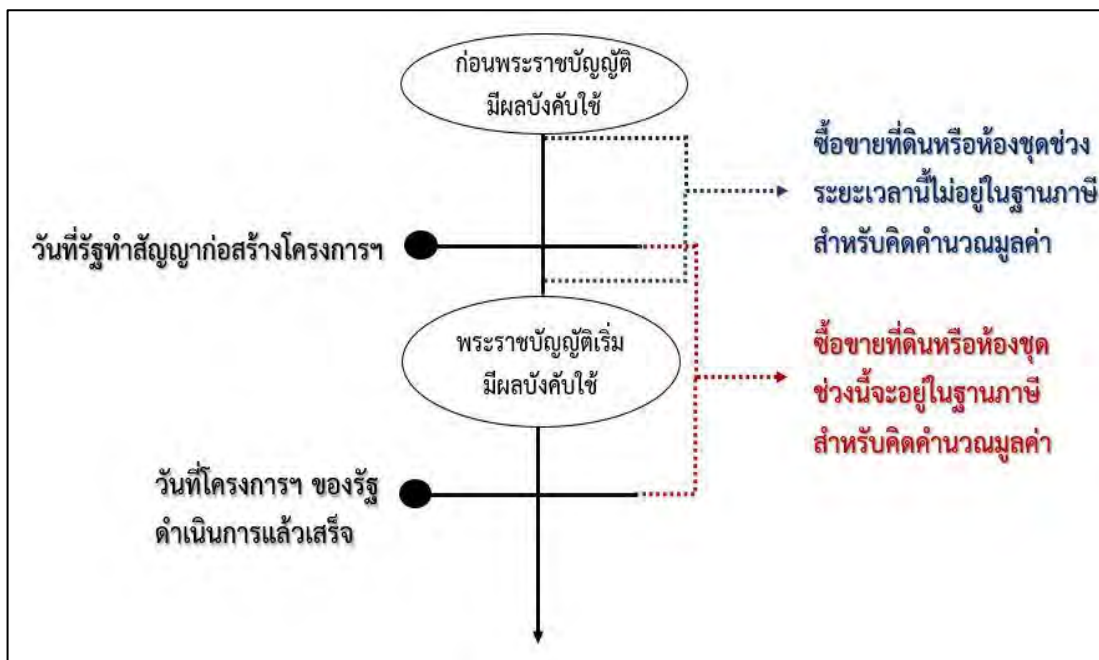 ก่อนพระราชบัญญัติ
มีผลบังคับใช้
ซื้อขายที่ดินหรือห้องชุดช่วง
ระยะเวลานี้ไม่อยู่ในฐานภาษี
สำหรับคิดคำนวณมูลค่า
วันที่รัฐทำสัญญาก่อสร้างโครงการฯ
พระราชบัญญัติเริ่ม
มีผลบังคับใช้
ซื้อขายที่ดินหรือห้องชุด
ช่วงนี้จะอยู่ในฐานภาษี
สำหรับคิดคำนวณมูลค่า
วันที่โครงการฯ ของรัฐ
ดำเนินการแล้วเสร็จ